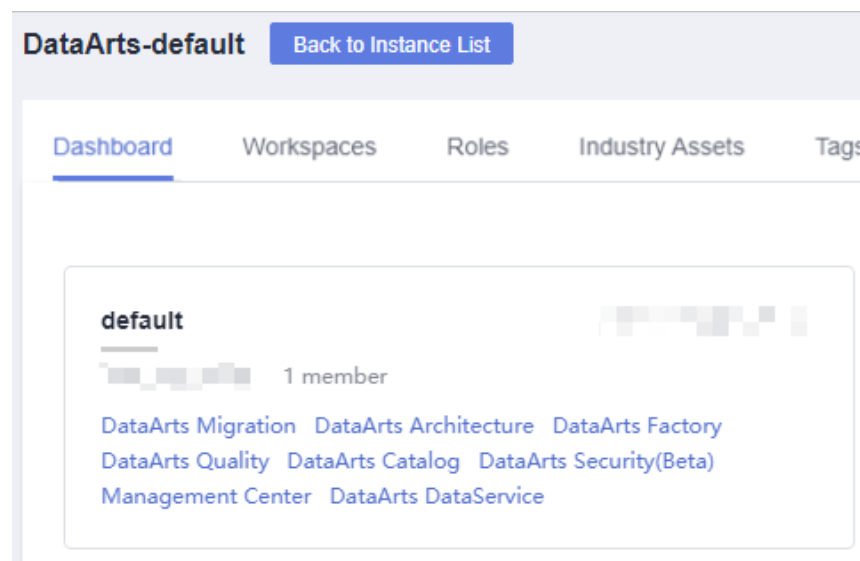 DataArts-default Back to Instance List
Dashboard Workspaces Roles Industry Assets Tags
default
1 member
DataArts Migration DataArts Architecture DataArts Factory
DataArts Quality DataArts Catalog DataArts Security(Beta)
Management Center DataArts DataService